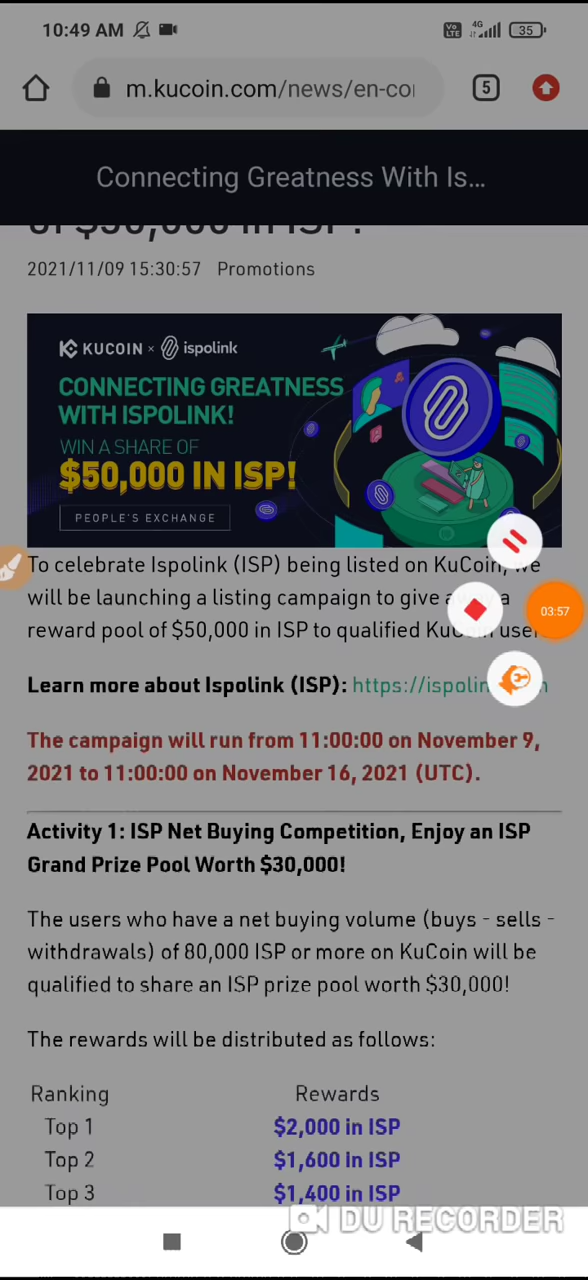 10:49 AM
Vo LTE 4G 35
m.kucoin.com/news/en-co
5
Connecting Greatness With Is...
2021/11/09 15:30:57 Promotions
KUCOIN × ispolink
CONNECTING GREATNESS
WITH ISPOLINK!
WIN A SHARE OF
$50,000 IN ISP!
PEOPLE'S EXCHANGE
To celebrate Ispolink (ISP) being listed on KuCoin, we
will be launching a listing campaign to give a
reward pool of $50,000 in ISP to qualified
03:57
Learn more about Ispolink (ISP): https://ispolin
The campaign will run from 11:00:00 on November 9,
2021 to 11:00:00 on November 16, 2021 (UTC).
Activity 1: ISP Net Buying Competition, Enjoy an ISP
Grand Prize Pool Worth $30,000!
The users who have a net buying volume (buys - sells -
withdrawals) of 80,000 ISP or more on KuCoin will be
qualified to share an ISP prize pool worth $30,000!
The rewards will be distributed as follows:
Ranking Rewards
Top 1 $2,000 in ISP
Top 2 $1,600 in ISP
Top 3 $1,400 in ISP
DU RECORDER